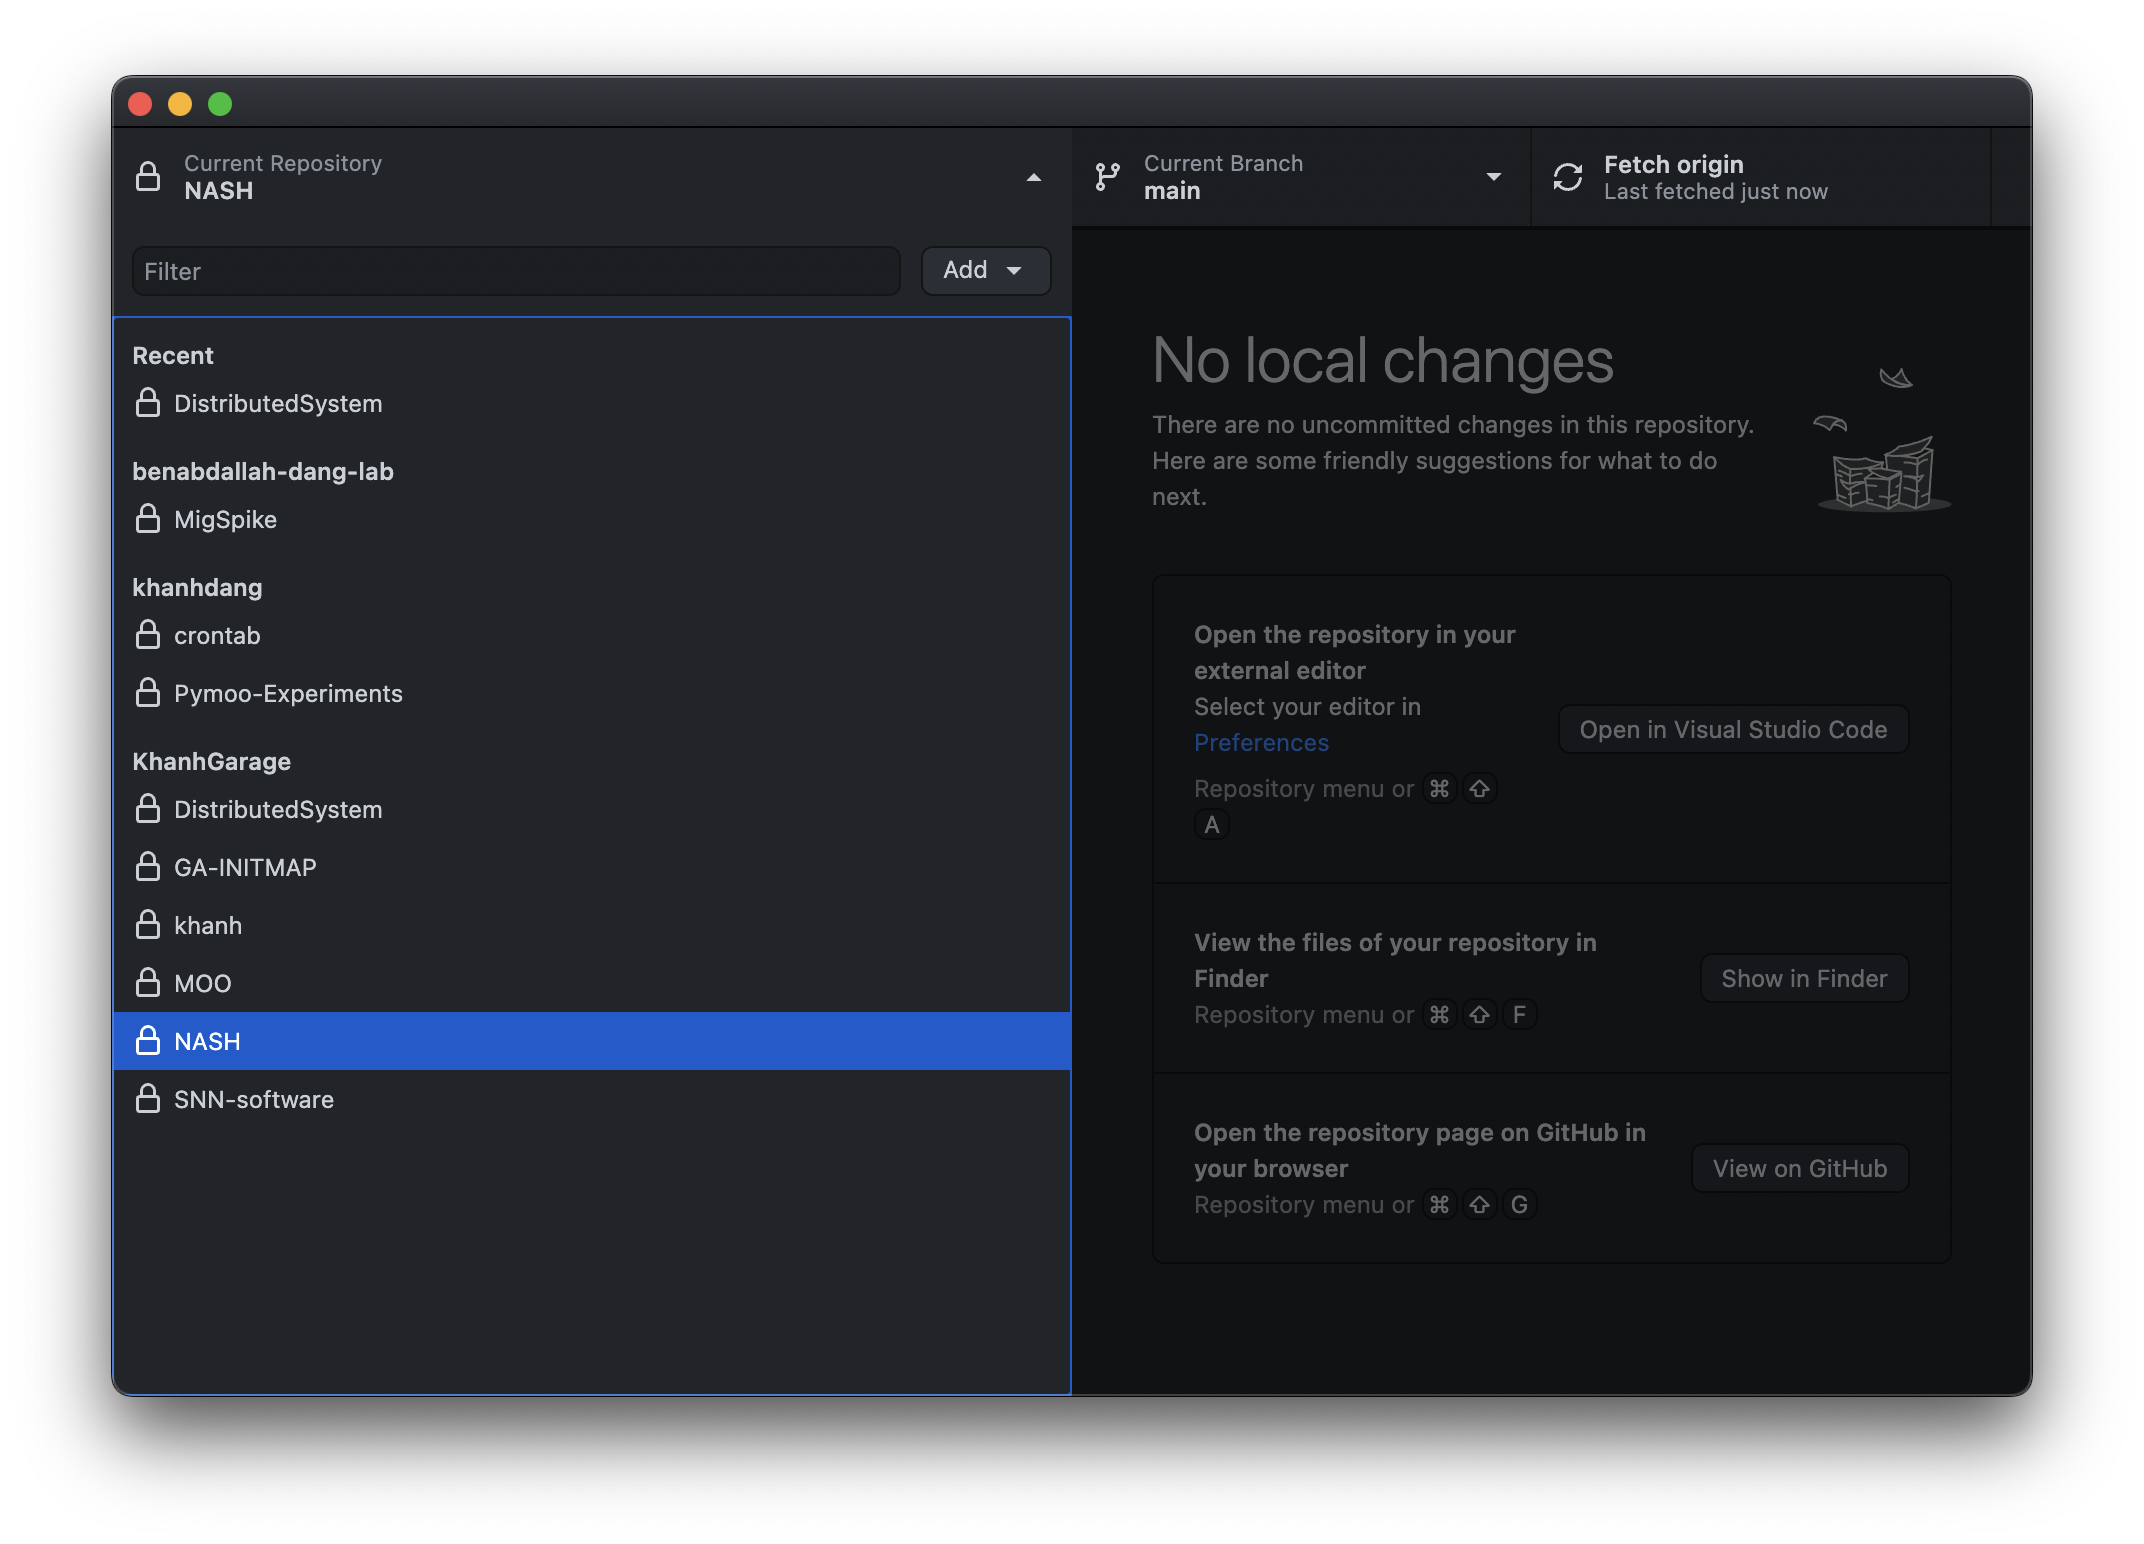 Current Repository
NASH
Current Branch
main
Fetch origin
Last fetched just now
Filter
Add
Recent
DistributedSystem
benabdallah-dang-lab
MigSpike
khanhdang
crontab
Pymoo-Experiments
KhanhGarage
DistributedSystem
GA-INITMAP
khanh
MOO
NASH
SNN-software
No local changes
There are no uncommitted changes in this repository.
Here are some friendly suggestions for what to do
next.
Open the repository in your
external editor
Select your editor in
Preferences
Repository menu or ⌘ ⇧
A
Open in Visual Studio Code
View the files of your repository in
Finder
Repository menu or ⌘ ⇧ F
Show in Finder
Open the repository page on GitHub in
your browser
Repository menu or ⌘ ⇧ G
View on GitHub